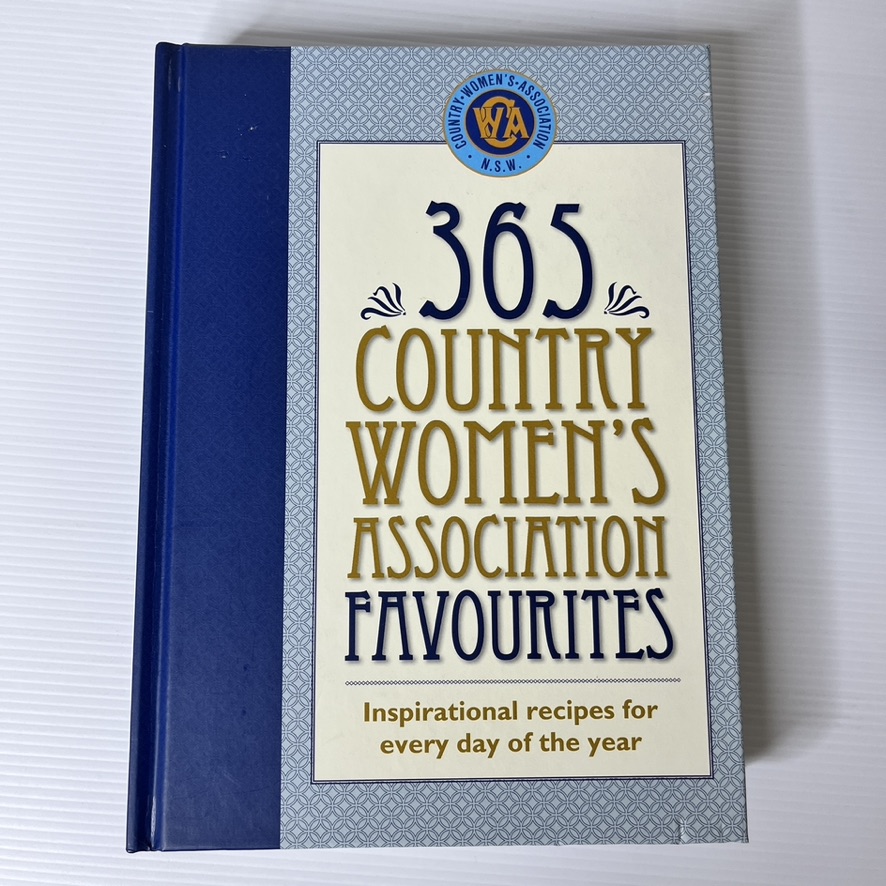 COUNTRY·WOMEN'S·ASSOCIATION
CWA
·N.S.W.·
365
COUNTRY
WOMEN'S
ASSOCIATION
FAVOURITES
Inspirational recipes for
every day of the year